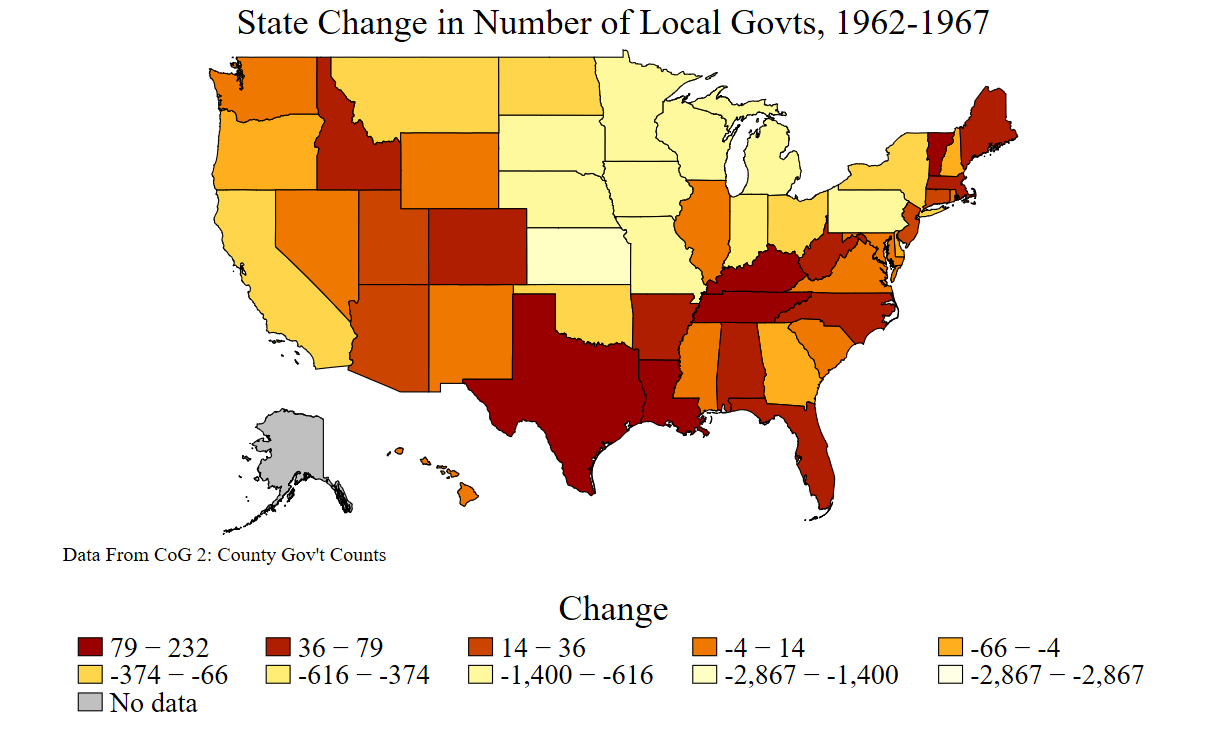 State Change in Number of Local Govts, 1962-1967
Data From CoG 2: County Gov't Counts
Change
79 − 232 36 − 79 14 − 36 -4 − 14 -66 − -4
-374 − -66 -616 − -374 -1,400 − -616 -2,867 − -1,400 -2,867 − -2,867
No data